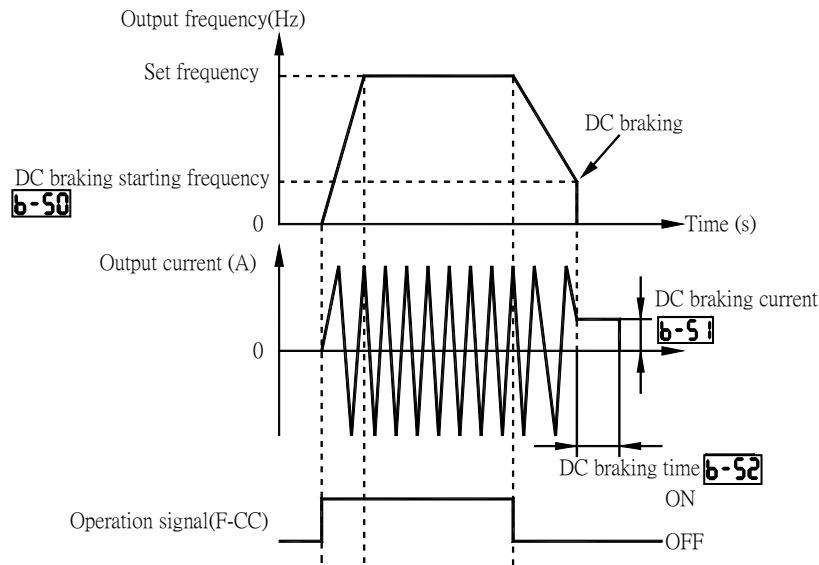 Output frequency(Hz)
Set frequency
DC braking
DC braking starting frequency
b-50
0
Time (s)
Output current (A)
DC braking current
b-51
0
DC braking time b-52
ON
Operation signal(F-CC)
OFF